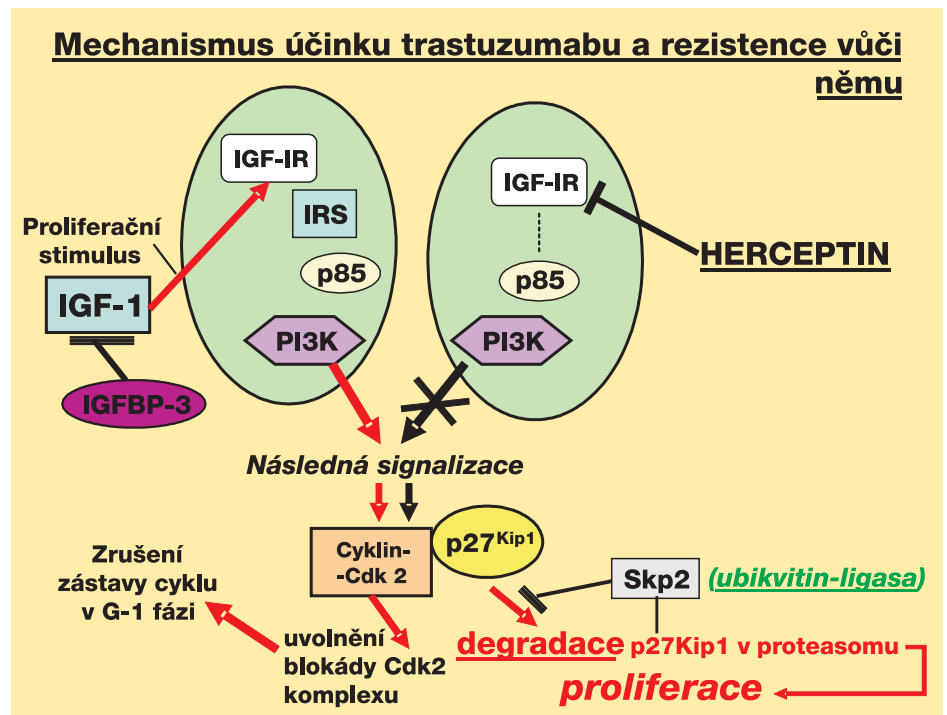 Mechanismus účinku trastuzumabu a rezistence vůči
němu
IGF-IR
IRS
p85
PI3K
Proliferační
stimulus
IGF-1
IGFBP-3
IGF-IR
p85
PI3K
HERCEPTIN
Následná signalizace
Cyklin-
-Cdk 2
p27Kip1
Zrušení
zástavy cyklu
v G-1 fázi
uvolnění
blokády Cdk2
komplexu
Skp2 (ubikvitin-ligasa)
degradace p27Kip1 v proteasomu
proliferace